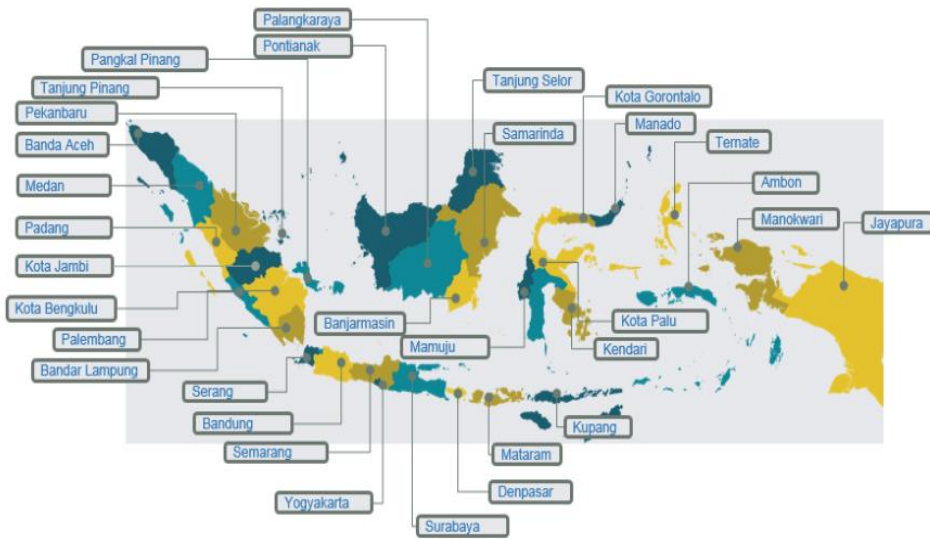 Palangkaraya
Pontianak
Pangkal Pinang
Tanjung Pinang
Pekanbaru
Banda Aceh
Medan
Padang
Kota Jambi
Kota Bengkulu
Palembang
Bandar Lampung
Serang
Bandung
Semarang
Yogyakarta
Surabaya
Denpasar
Mataram
Kupang
Banjarmasin
Mamuju
Kendari
Kota Palu
Tanjung Selor
Samarinda
Kota Gorontalo
Manado
Ternate
Ambon
Manokwari
Jayapura